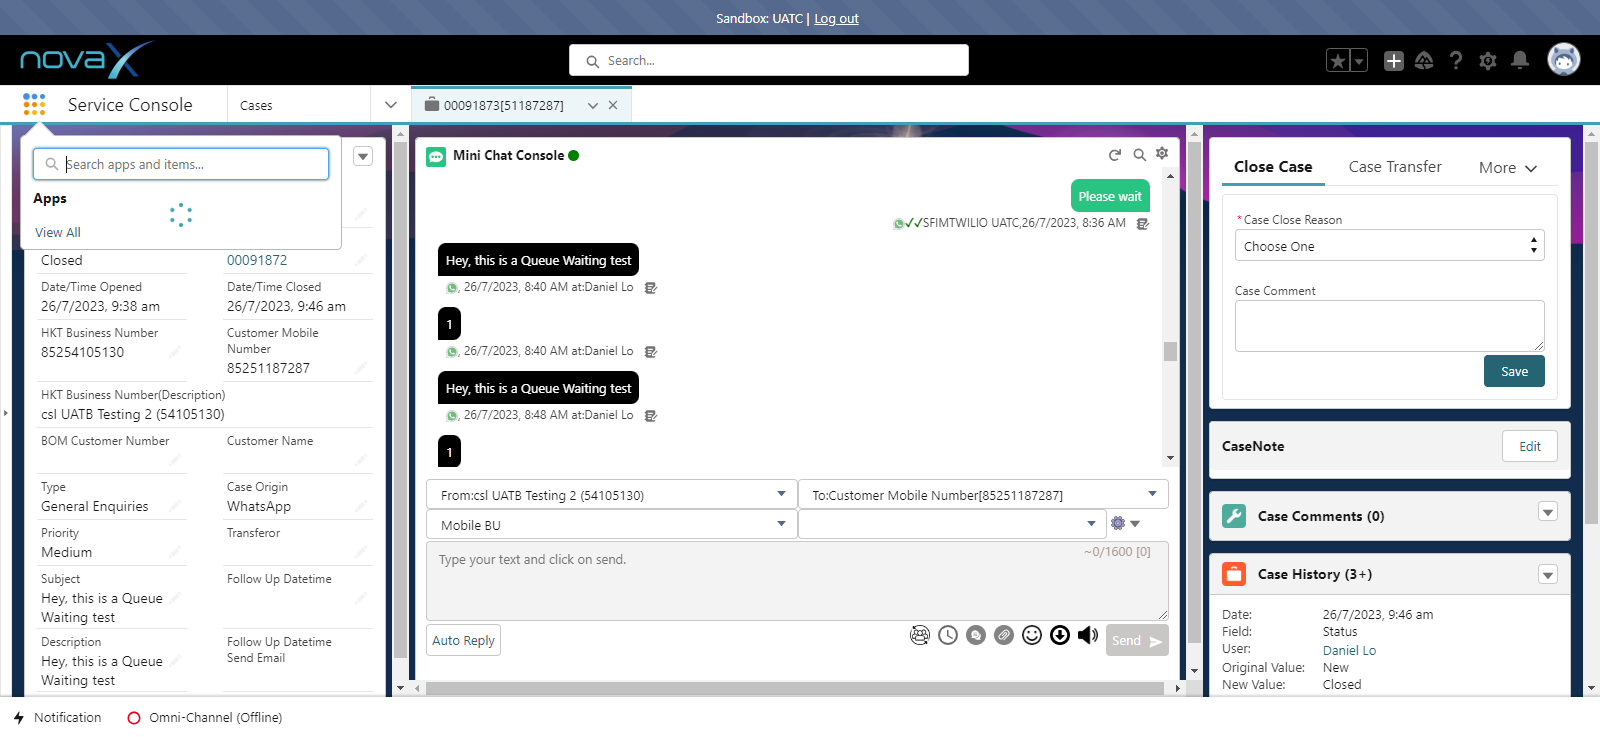 Sandbox: UATC | Log out
novaX
Search...
Service Console
Cases
00091873[51187287]
Search apps and items...
Apps
View All
Closed
00091872
Date/Time Opened
Date/Time Closed
26/7/2023, 9:38 am
26/7/2023, 9:46 am
HKT Business Number
Customer Mobile Number
85254105130
85251187287
HKT Business Number(Description)
csl UATB Testing 2 (54105130)
BOM Customer Number
Customer Name
Type
Case Origin
General Enquiries
WhatsApp
Priority
Transferor
Medium
Subject
Follow Up Datetime
Hey, this is a Queue
Waiting test
Description
Follow Up Datetime
Send Email
Hey, this is a Queue
Waiting test
Mini Chat Console
Please wait
SFIMTWILIO UATC,26/7/2023, 8:36 AM
Hey, this is a Queue Waiting test
, 26/7/2023, 8:40 AM at:Daniel Lo
1
, 26/7/2023, 8:40 AM at:Daniel Lo
Hey, this is a Queue Waiting test
, 26/7/2023, 8:48 AM at:Daniel Lo
1
From:csl UATB Testing 2 (54105130)
To:Customer Mobile Number[85251187287]
Mobile BU
Type your text and click on send.
~0/1600 [0]
Auto Reply
Send
Close Case
Case Transfer
More
*Case Close Reason
Choose One
Case Comment
Save
CaseNote
Edit
Case Comments (0)
Case History (3+)
Date: 26/7/2023, 9:46 am
Field: Status
User: Daniel Lo
Original Value: New
New Value: Closed
Notification
Omni-Channel (Offline)